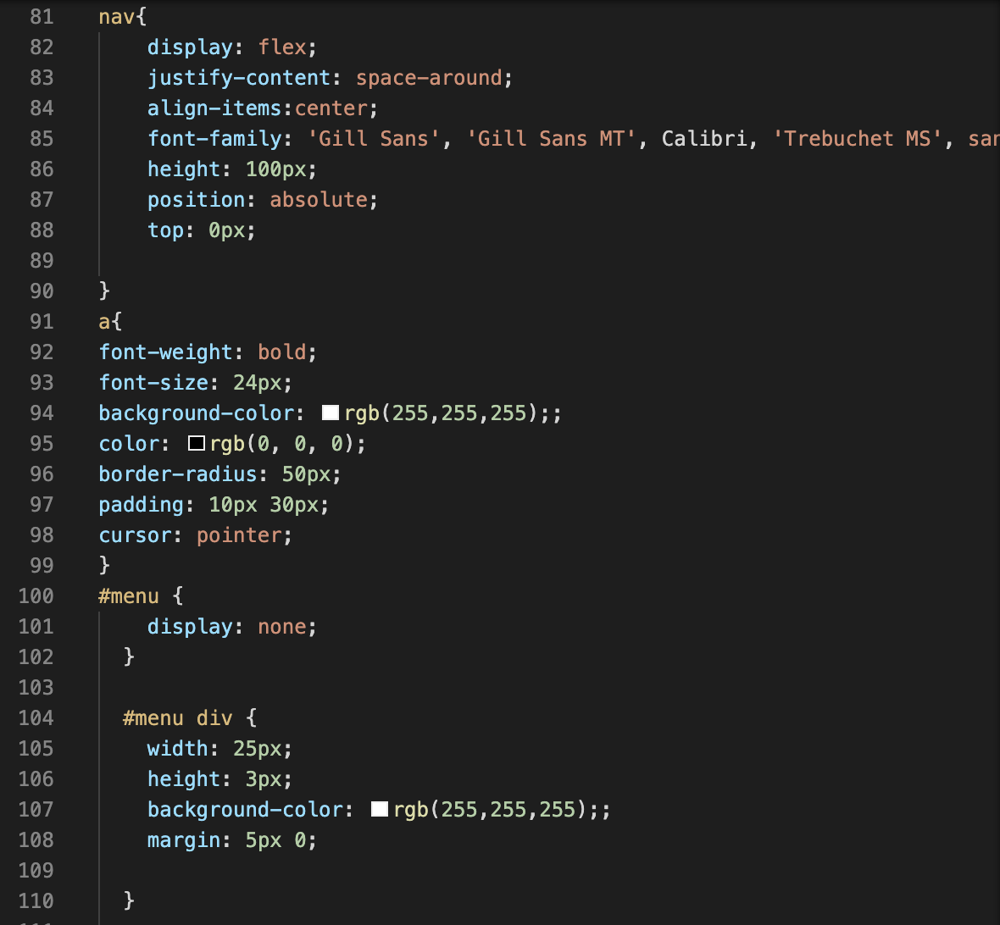 81 nav{
82 display: flex;
83 justify-content: space-around;
84 align-items:center;
85 font-family: 'Gill Sans', 'Gill Sans MT', Calibri, 'Trebuchet MS', san
86 height: 100px;
87 position: absolute;
88 top: 0px;
89
90 }
91 a{
92 font-weight: bold;
93 font-size: 24px;
94 background-color: rgb(255,255,255);;
95 color: rgb(0, 0, 0);
96 border-radius: 50px;
97 padding: 10px 30px;
98 cursor: pointer;
99 }
100 #menu {
101 display: none;
102 }
103
104 #menu div {
105 width: 25px;
106 height: 3px;
107 background-color: rgb(255,255,255);;
108 margin: 5px 0;
109
110 }